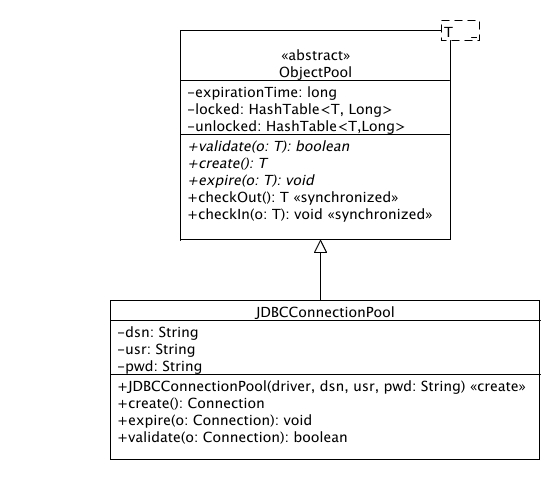 T
«abstract»
ObjectPool
-expirationTime: long
-locked: HashTable<T, Long>
-unlocked: HashTable<T,Long>
+validate(o: T): boolean
+create(): T
+expire(o: T): void
+checkOut(): T «synchronized»
+checkIn(o: T): void «synchronized»
JDBCConnectionPool
-dsn: String
-usr: String
-pwd: String
+JDBCConnectionPool(driver, dsn, usr, pwd: String) «create»
+create(): Connection
+expire(o: Connection): void
+validate(o: Connection): boolean